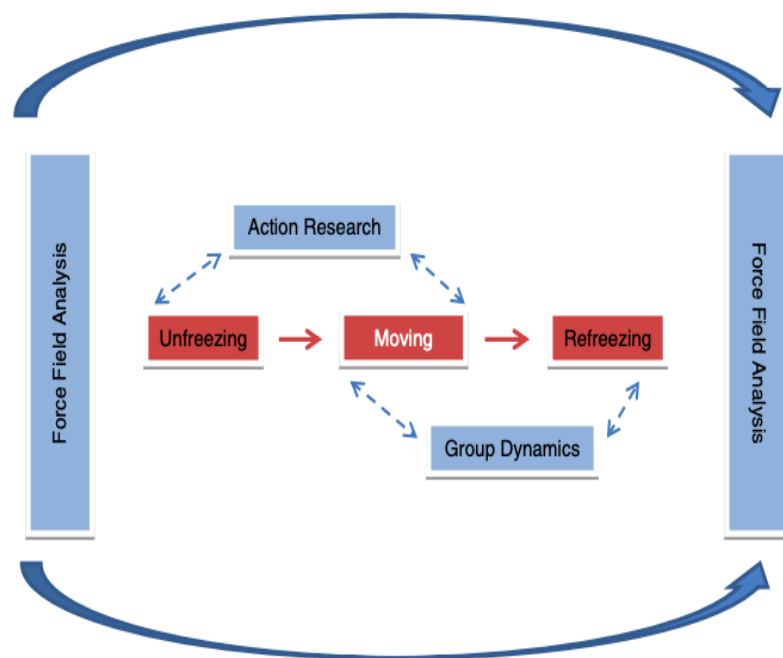 Force Field Analysis
Action Research
Unfreezing
Moving
Refreezing
Group Dynamics
Force Field Analysis